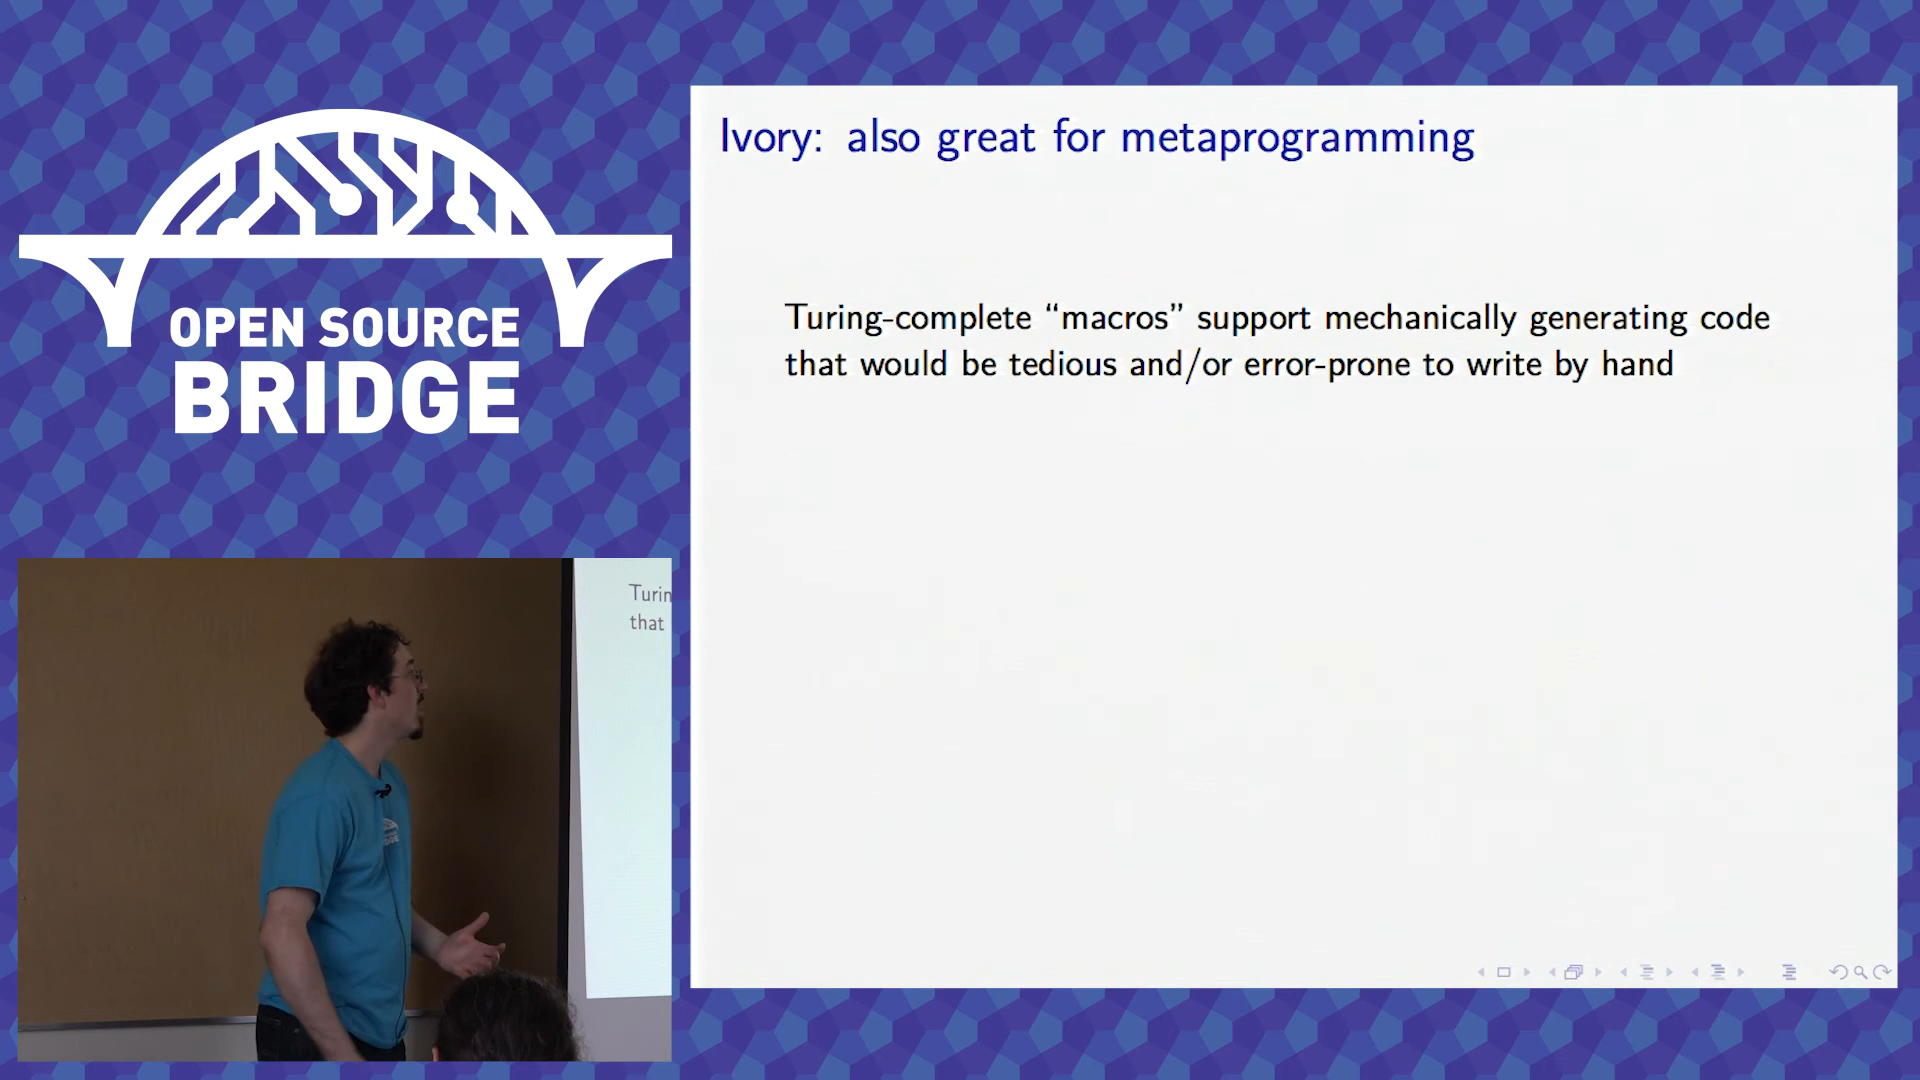 OPEN SOURCE
BRIDGE
Ivory: also great for metaprogramming
Turing-complete “macros” support mechanically generating code
that would be tedious and/or error-prone to write by hand
Turin
that